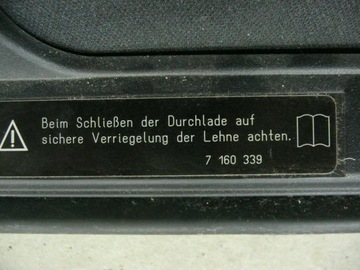 Beim Schließen der Durchlade auf
sichere Verriegelung der Lehne achten.
7 160 339